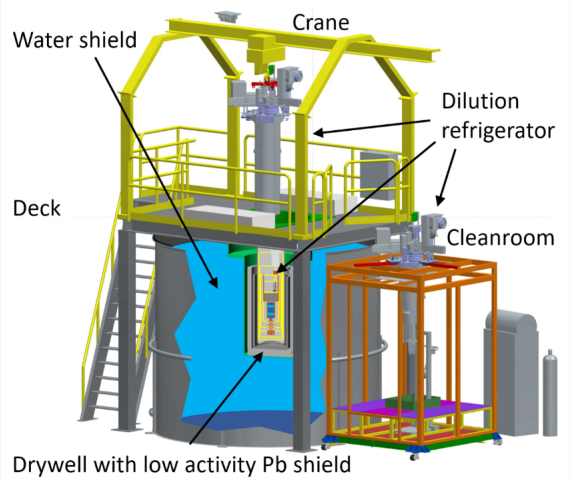 Crane
Water shield
Dilution
refrigerator
Deck
Cleanroom
Drywell with low activity Pb shield